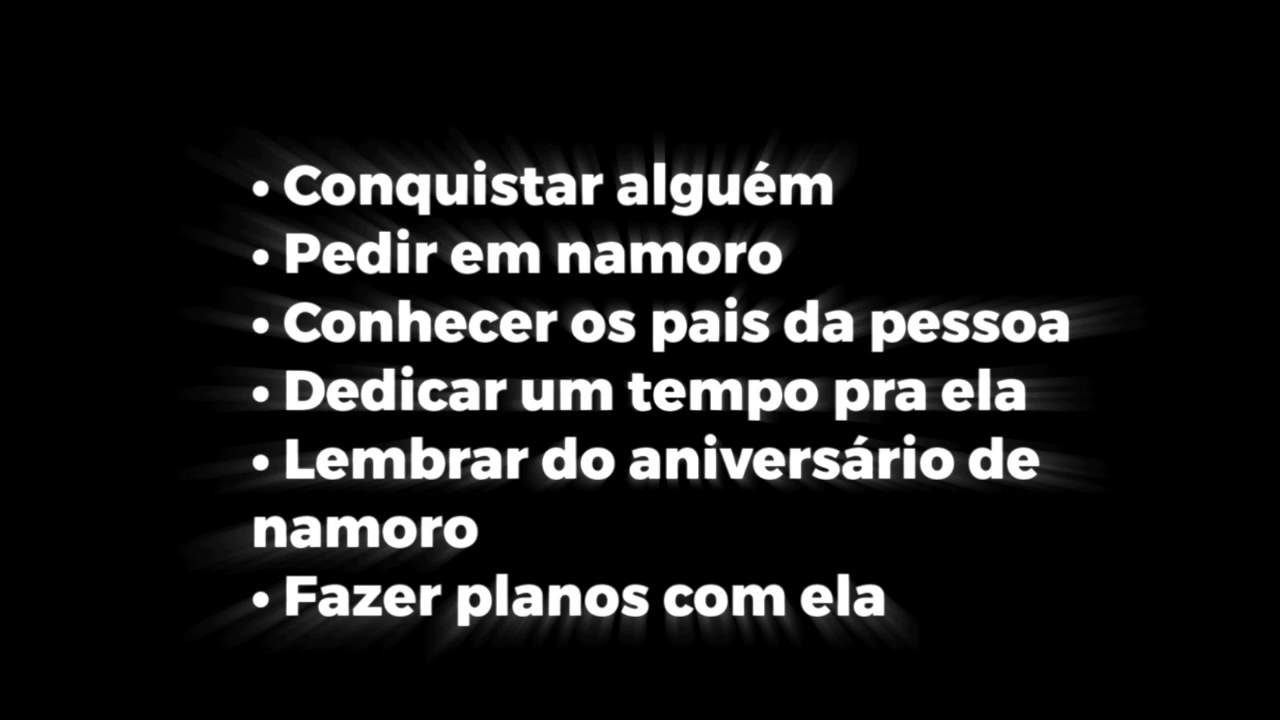 • Conquistar alguém
• Pedir em namoro
• Conhecer os pais da pessoa
• Dedicar um tempo pra ela
• Lembrar do aniversário de
namoro
• Fazer planos com ela